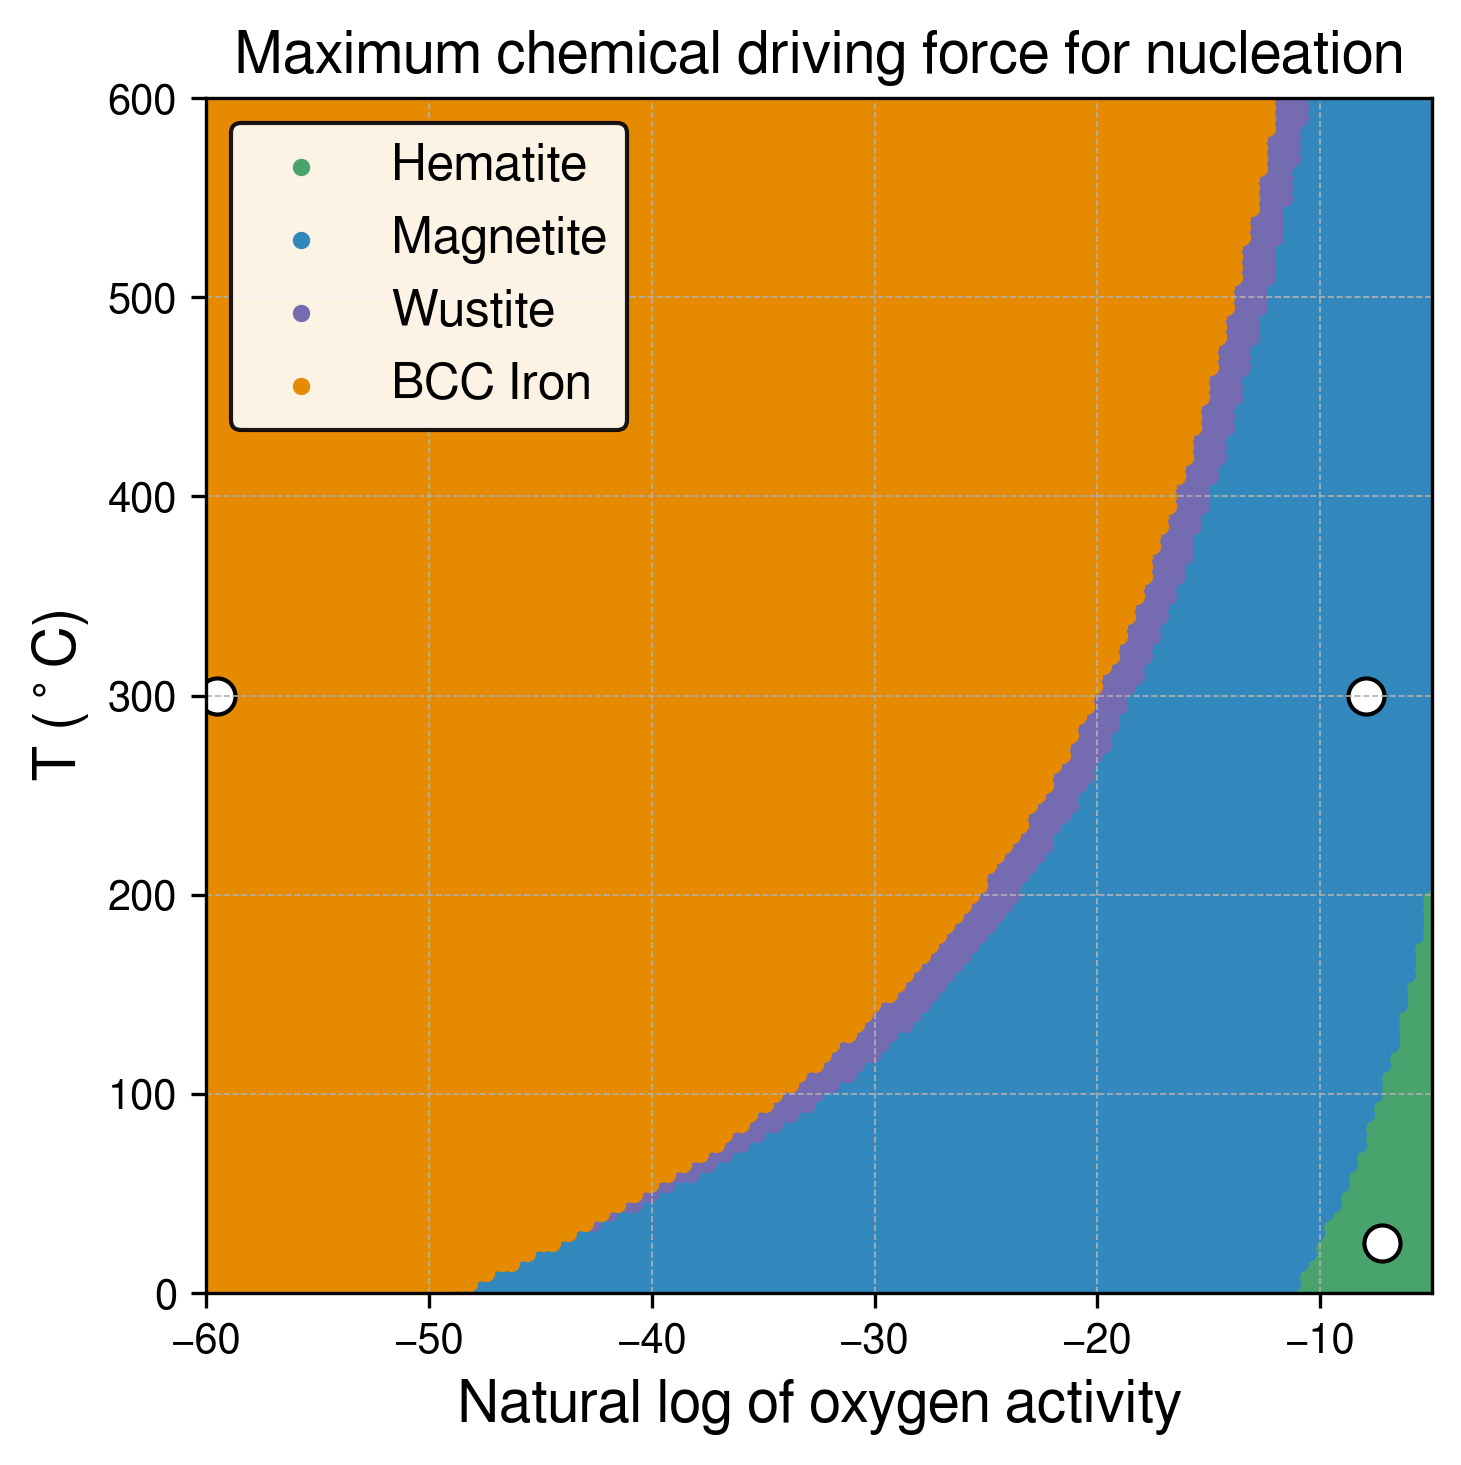 Maximum chemical driving force for nucleation
600
500
400
300
200
100
0
T (°C)
Hematite
Magnetite
Wustite
BCC Iron
−60
−50
−40
−30
−20
−10
Natural log of oxygen activity